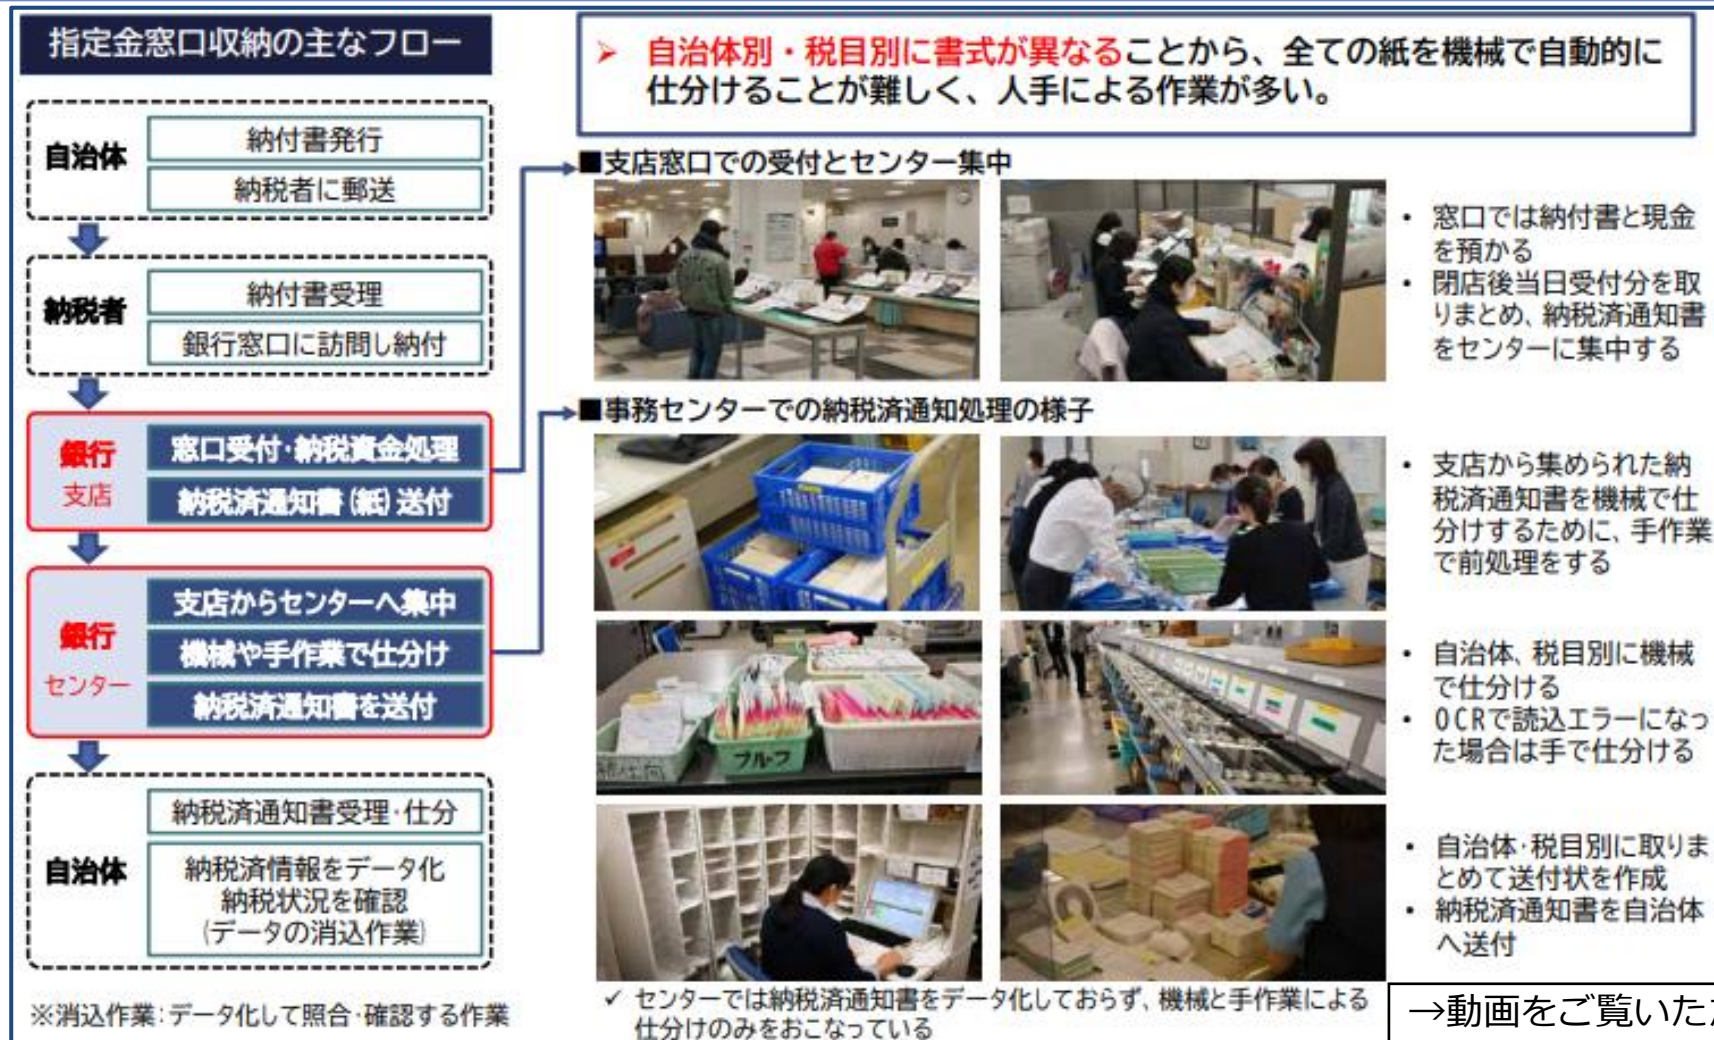 指定金窓口収納の主なフロー
自治体
納付書発行
納税者に郵送
納税者
納付書受理
銀行窓口に訪問し納付
銀行
支店
窓口受付・納税資金処理
納税済通知書(紙)送付
銀行
センター
支店からセンターへ集中
機械や手作業で仕分け
納税済通知書を送付
自治体
納税済通知書受理・仕分
納税済情報をデータ化
納税状況を確認
(データの消込作業)
※消込作業：データ化して照合・確認する作業
➢ 自治体別・税目別に書式が異なることから、全ての紙を機械で自動的に
仕分けることが難しく、人手による作業が多い。
■支店窓口での受付とセンター集中
・窓口では納付書と現金
を預かる
・閉店後当日受付分を取
りまとめ、納税済通知書
をセンターに集中する
■事務センターでの納税済通知処理の様子
・支店から集められた納
税済通知書を機械で仕
分けするために、手作業
で前処理をする
プルーフ
・自治体、税目別に機械
で仕分ける
・OCRで読込エラーになっ
た場合は手で仕分ける
・自治体・税目別に取りま
とめて送付状を作成
・納税済通知書を自治体
へ送付
✓ センターでは納税済通知書をデータ化しておらず、機械と手作業による
仕分けのみをおこなっている
→動画をご覧いた